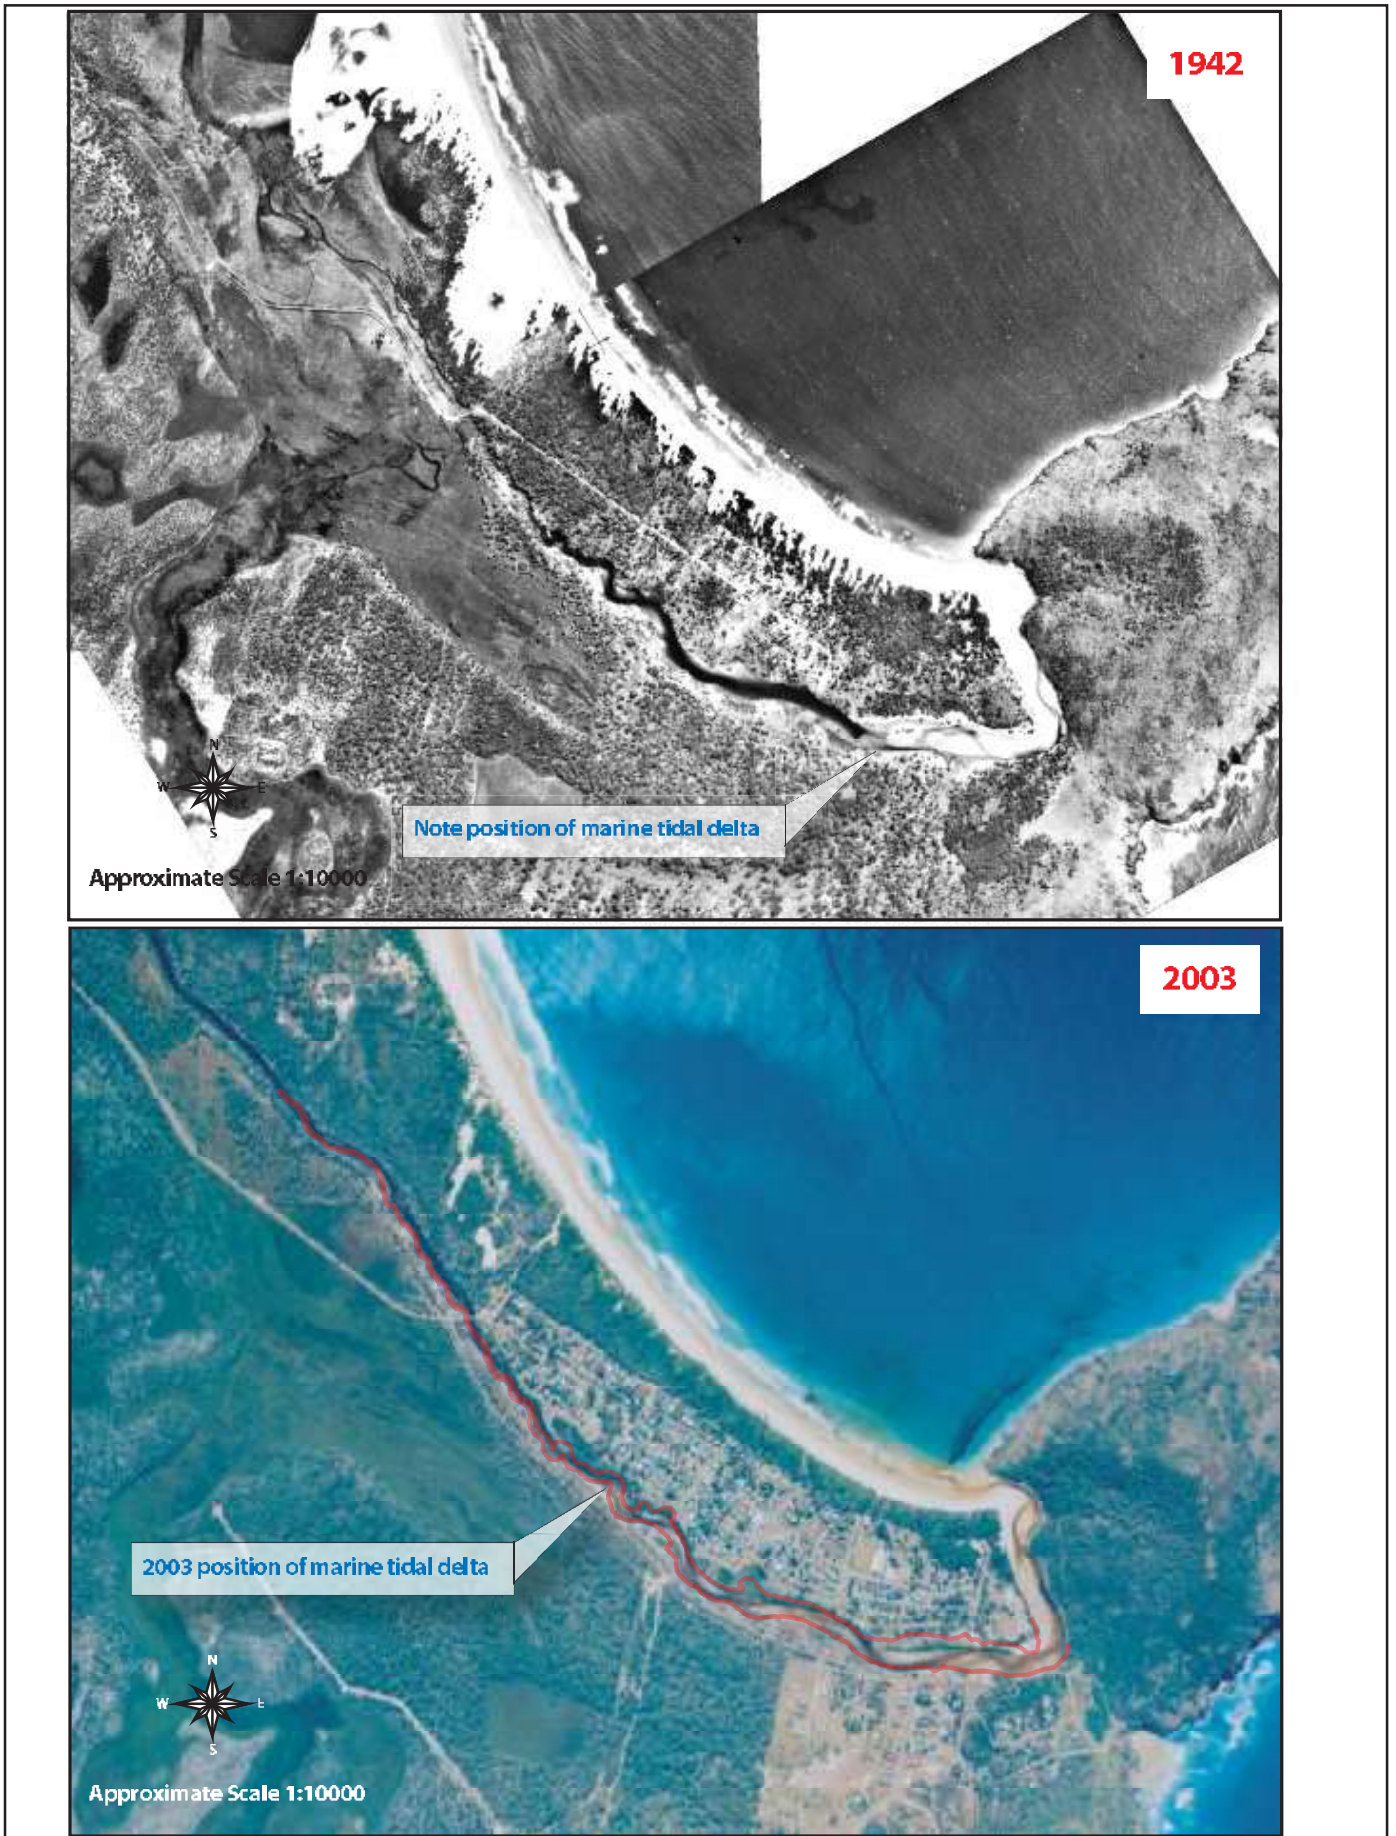 1942
N
W E
S
Note position of marine tidal delta
Approximate Scale 1:10000
2003
2003 position of marine tidal delta
N
W E
S
Approximate Scale 1:10000